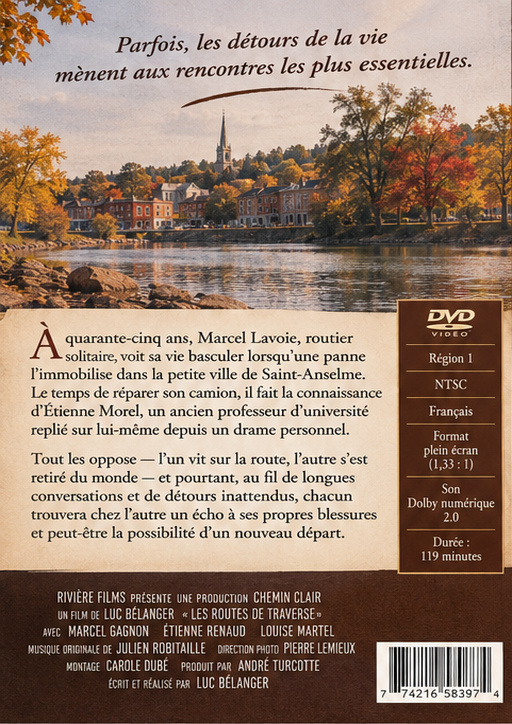 Parfois, les détours de la vie
mènent aux rencontres les plus essentielles.
À quarante-cinq ans, Marcel Lavoie, routier
solitaire, voit sa vie basculer lorsqu’une panne
l’immobilise dans la petite ville de Saint-Anselme.
Le temps de réparer son camion, il fait la connaissance
d’Étienne Morel, un ancien professeur d’université
replié sur lui-même depuis un drame personnel.
Tout les oppose — l’un vit sur la route, l’autre s’est
retiré du monde — et pourtant, au fil de longues
conversations et de détours inattendus, chacun
trouvera chez l’autre un écho à ses propres blessures
et peut-être la possibilité d’un nouveau départ.
DVD
VIDÉO
Région 1
NTSC
Français
Format
plein écran
(1,33 : 1)
Son
Dolby numérique
2.0
Durée :
119 minutes
RIVIÈRE FILMS PRÉSENTE UNE PRODUCTION CHEMIN CLAIR
UN FILM DE LUC BÉLANGER « LES ROUTES DE TRAVERSE »
AVEC MARCEL GAGNON ÉTIENNE RENAUD LOUISE MARTEL
MUSIQUE ORIGINALE DE JULIEN ROBITAILLE DIRECTION PHOTO PIERRE LEMIEUX
MONTAGE CAROLE DUBÉ PRODUIT PAR ANDRÉ TURCOTTE
ÉCRIT ET RÉALISÉ PAR LUC BÉLANGER
7 74216 58397 4